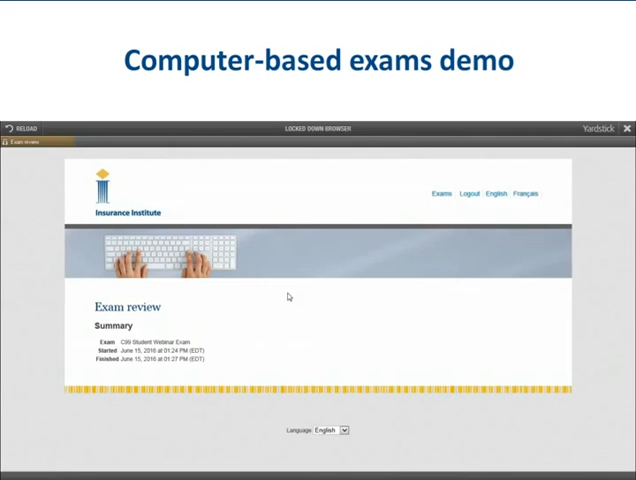 Computer-based exams demo
RELOAD
LOCKED DOWN BROWSER
Yardstick
Exam review
Exams Logout English Français
Insurance Institute
Exam review
Summary
Exam C99 Student Webinar Exam
Started June 15, 2016 at 01:24 PM (EDT)
Finished June 15, 2016 at 01:27 PM (EDT)
Language: English